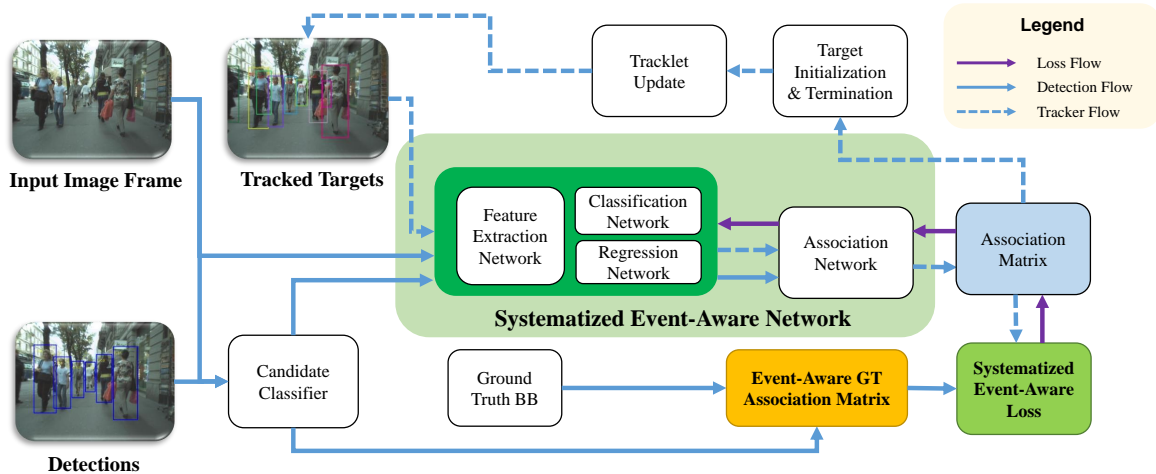 Legend
Loss Flow
Detection Flow
Tracker Flow
Tracklet
Update
Target
Initialization
& Termination
Input Image Frame
Tracked Targets
Feature
Extraction
Network
Classification
Network
Regression
Network
Association
Network
Association
Matrix
Systematized Event-Aware Network
Candidate
Classifier
Ground
Truth BB
Event-Aware GT
Association Matrix
Systematized
Event-Aware
Loss
Detections